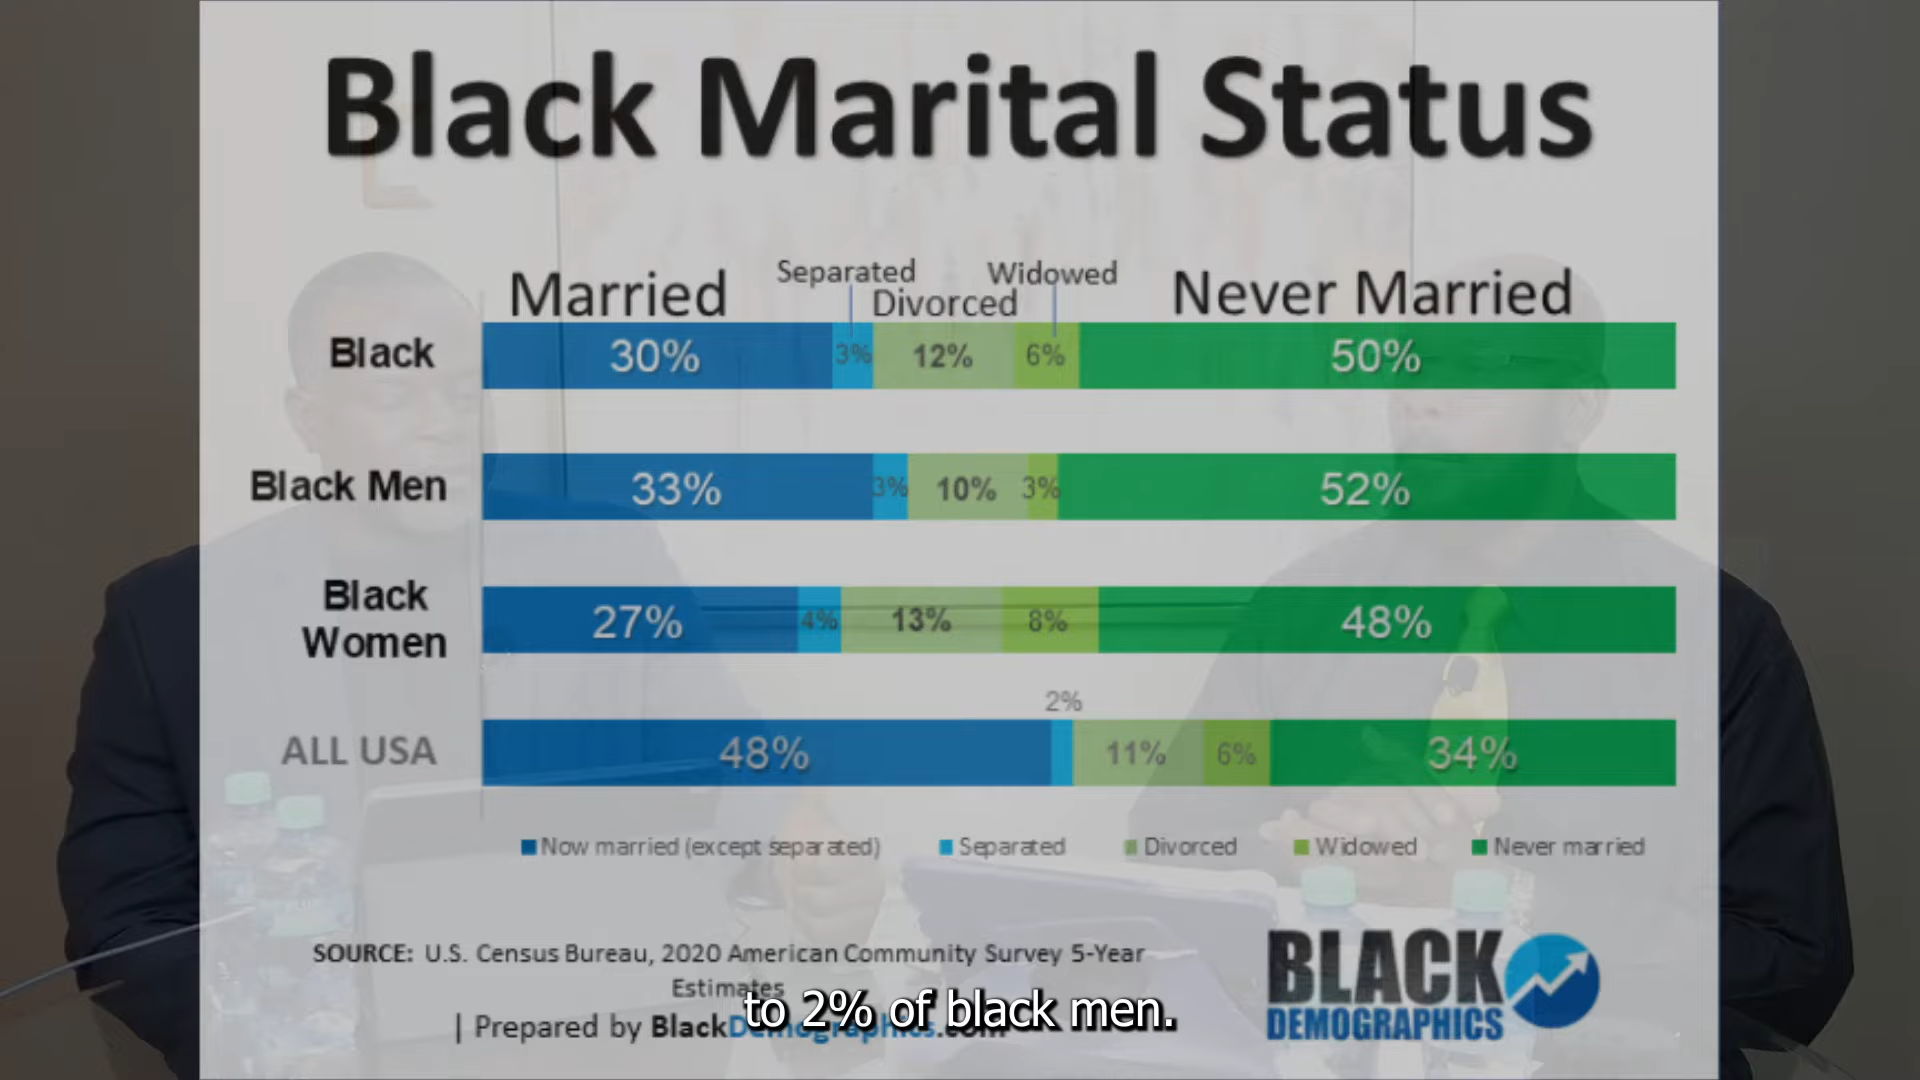 Black Marital Status
Separated
Widowed
Married
Divorced
Never Married
Black
30%
3%
12%
6%
50%
Black Men
33%
3%
10%
3%
52%
Black
Women
27%
4%
13%
8%
48%
2%
ALL USA
48%
11%
6%
34%
Now married (except separated)
Separated
Divorced
Widowed
Never married
SOURCE: U.S. Census Bureau, 2020 American Community Survey 5-Year
Estimates
| Prepared by BlackDemographics.com
BLACK
DEMOGRAPHICS
to 2% of black men.